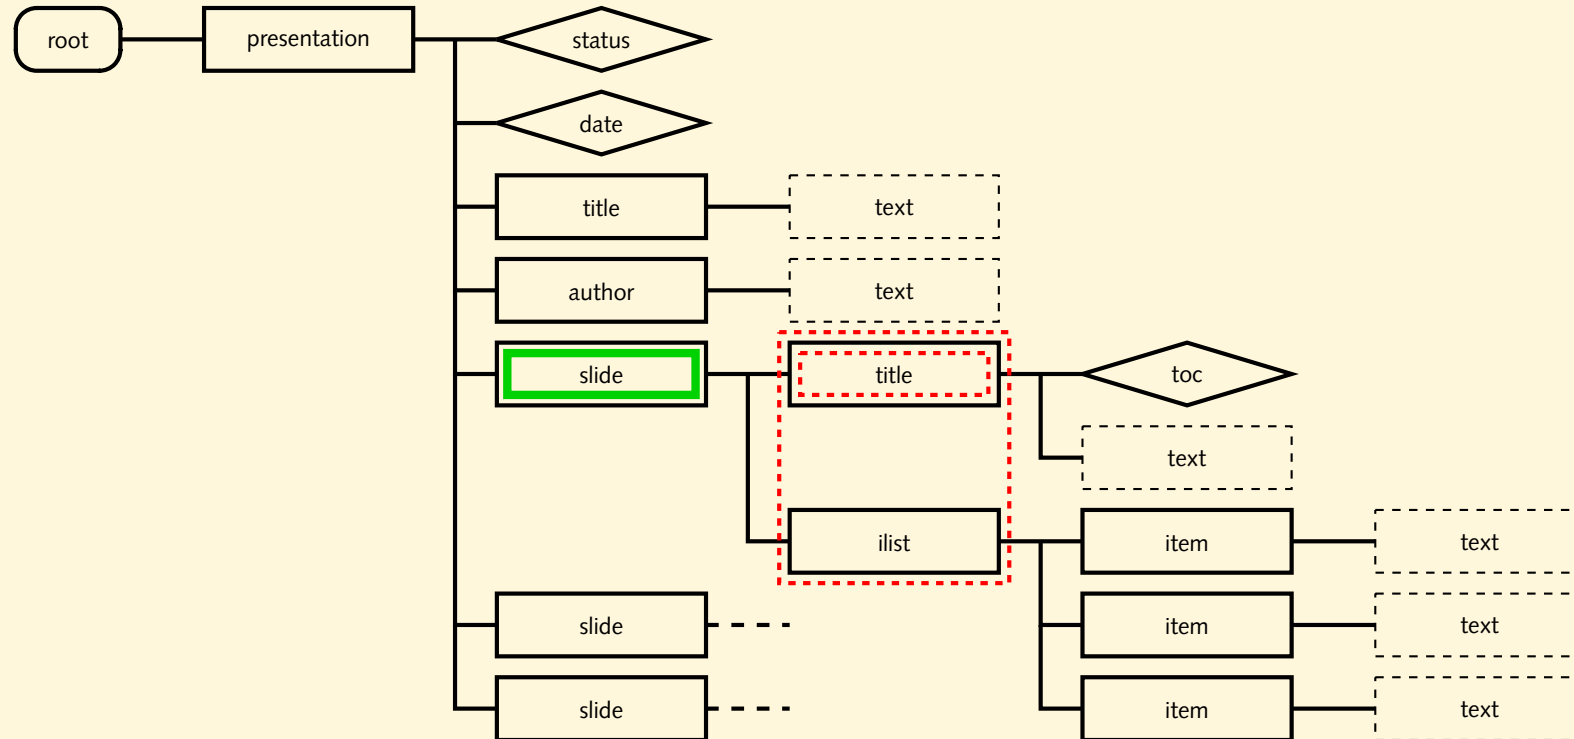 root presentation status
date
title text
author text
slide title toc
text
ilist item text
slide item text
slide item text